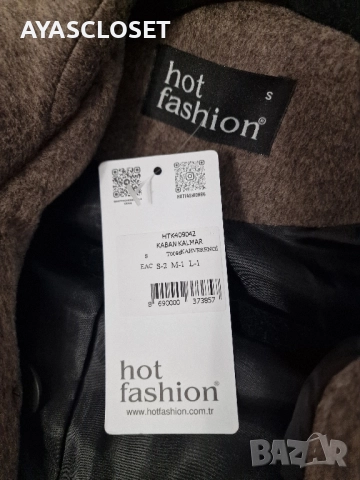 AYASCLOSET
hot
fashion®
S
HTK409042
KABAN KALMAR
S
EAC S-2 M-1 L-1
8 690000 373957
hot
fashion®
www.hotfashion.com.tr
BAZAR